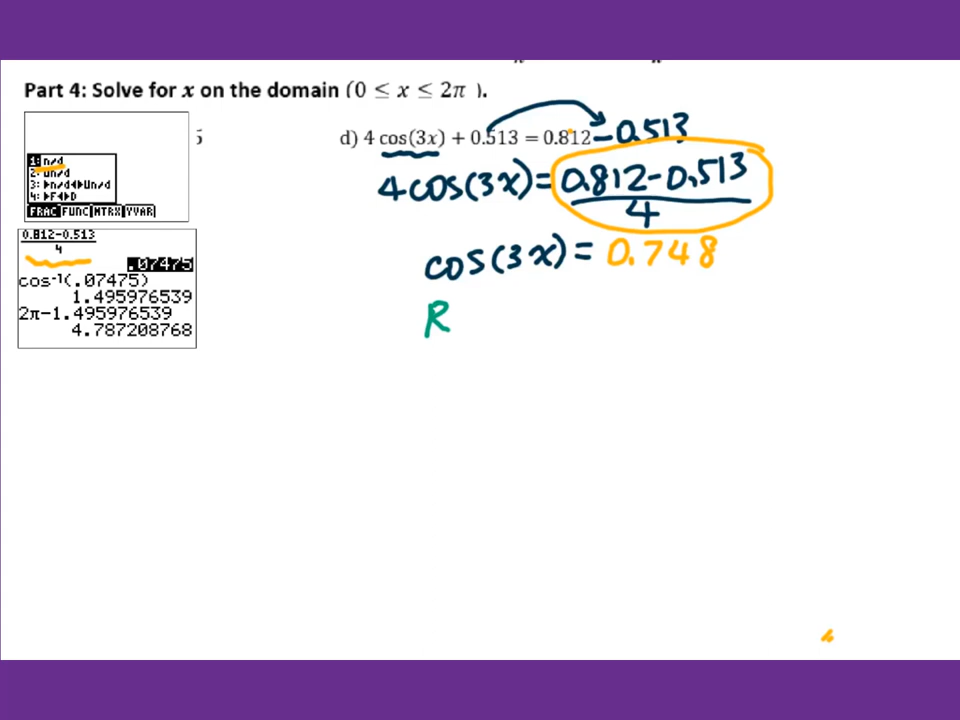 Part 4: Solve for x on the domain (0 ≤ x ≤ 2π ).
5
d) 4 cos(3x) + 0.513 = 0.812 − 0.513
4cos(3x) = 0.812 − 0.513
4
cos(3x) = 0.748
R
1: n/d
2: Un/d
3: ▶n/d◀▶Un/d
4: ▶F◀▶D
FRAC FUNC MTRX YVAR
0.812−0.513
4
.07475
cos⁻¹(.07475)
1.495976539
2π−1.495976539
4.787208768
4